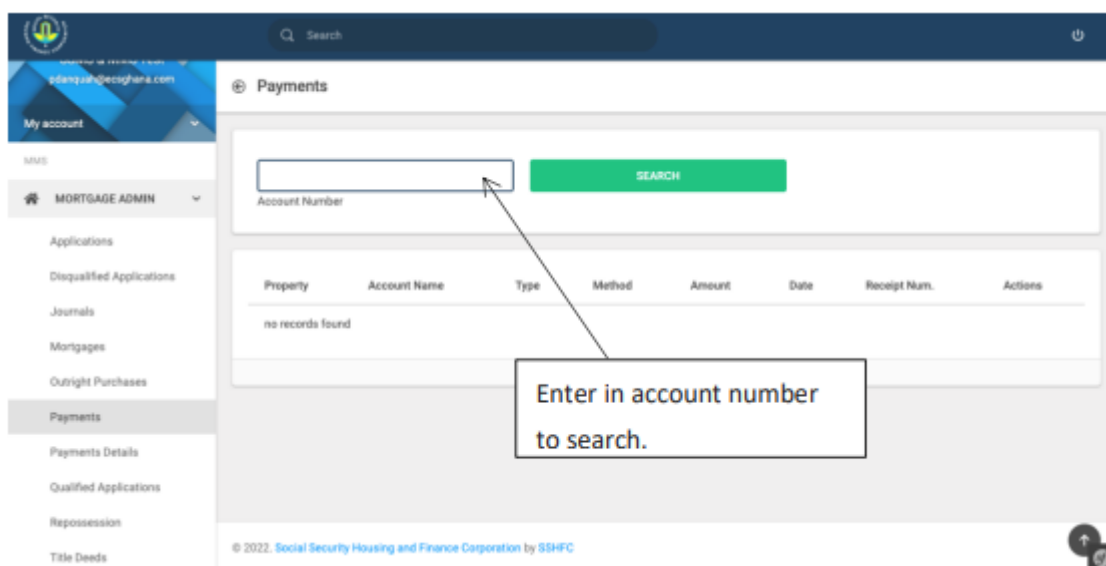 Search
pdanquah@ecsghana.com
Payments
My account
MMS
SEARCH
MORTGAGE ADMIN
Account Number
Applications
Disqualified Applications
Property Account Name Type Method Amount Date Receipt Num. Actions
Journals
no records found
Mortgages
Outright Purchases
Enter in account number
to search.
Payments
Payments Details
Qualified Applications
Repossession
Title Deeds
© 2022. Social Security Housing and Finance Corporation by SSHFC